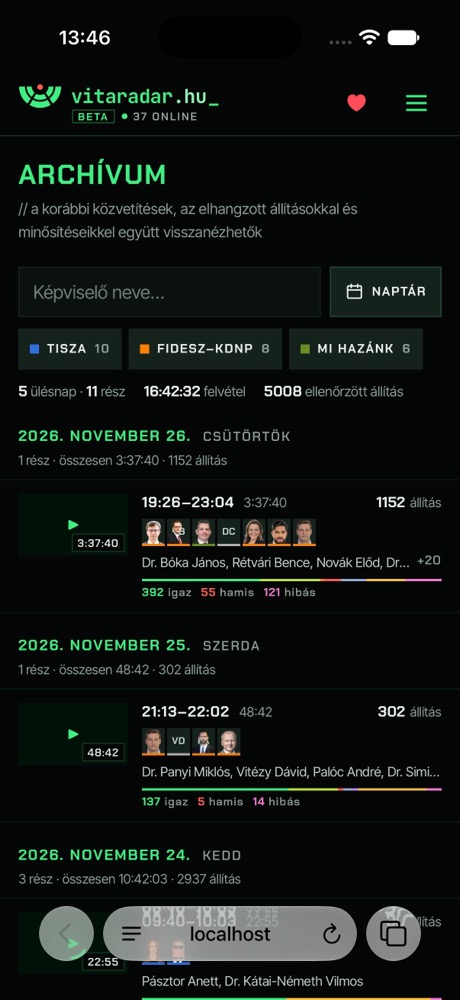 13:46
vitaradar.hu_
BETA 37 ONLINE
ARCHÍVUM
// a korábbi közvetítések, az elhangzott állításokkal és
minősítéseikkel együtt visszanézhetők
Képviselő neve... NAPTÁR
TISZA 10 FIDESZ–KDNP 8 MI HAZÁNK 6
5 ülésnap · 11 rész 16:42:32 felvétel 5008 ellenőrzött állítás
2026. NOVEMBER 26. CSÜTÖRTÖK
1 rész · összesen 3:37:40 · 1152 állítás
19:26–23:04 3:37:40 1152 állítás
DC
3:37:40
Dr. Bóka János, Rétvári Bence, Novák Előd, Dr... +20
392 igaz 55 hamis 121 hibás
2026. NOVEMBER 25. SZERDA
1 rész · összesen 48:42 · 302 állítás
21:13–22:02 48:42 302 állítás
VD
48:42
Dr. Panyi Miklós, Vitézy Dávid, Palóc André, Dr. Simi...
137 igaz 5 hamis 14 hibás
2026. NOVEMBER 24. KEDD
3 rész · összesen 10:42:03 · 2937 állítás
09:40–10:03 22:55 állítás
localhost
22:55
Pásztor Anett, Dr. Kátai-Németh Vilmos